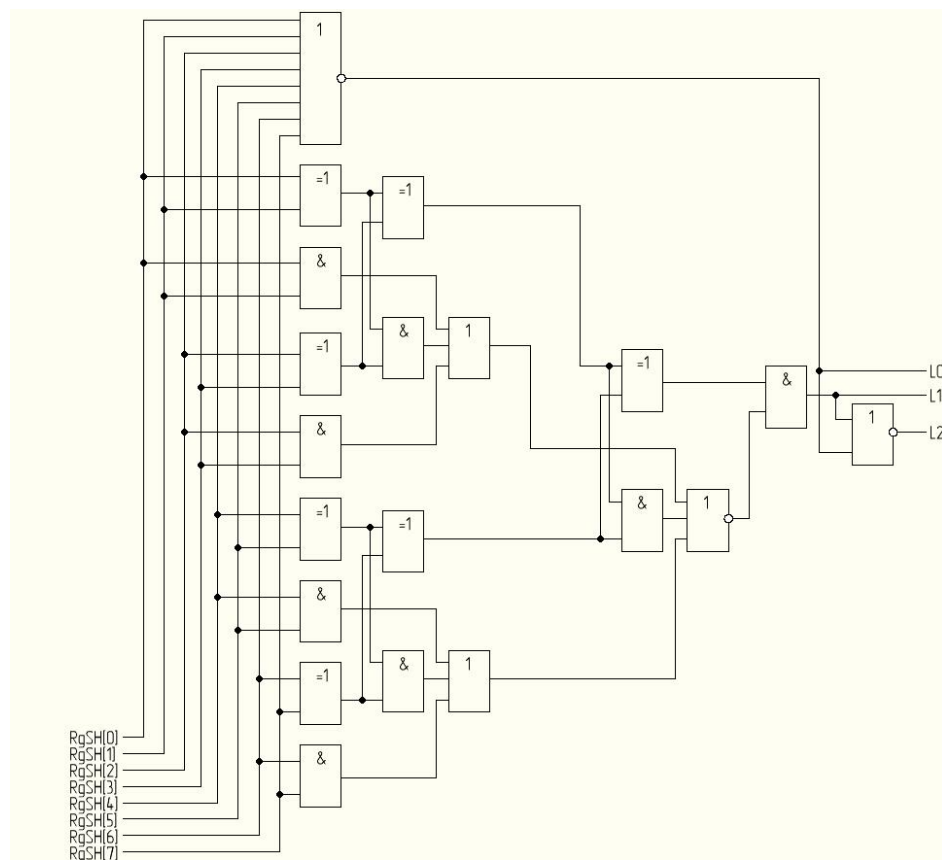 1
=1
=1
&
=1
&
1
&
=1
&
L0
L1
1
L2
=1
=1
&
1
&
=1
&
1
&
RgSH[0]
RgSH[1]
RgSH[2]
RgSH[3]
RgSH[4]
RgSH[5]
RgSH[6]
RgSH[7]